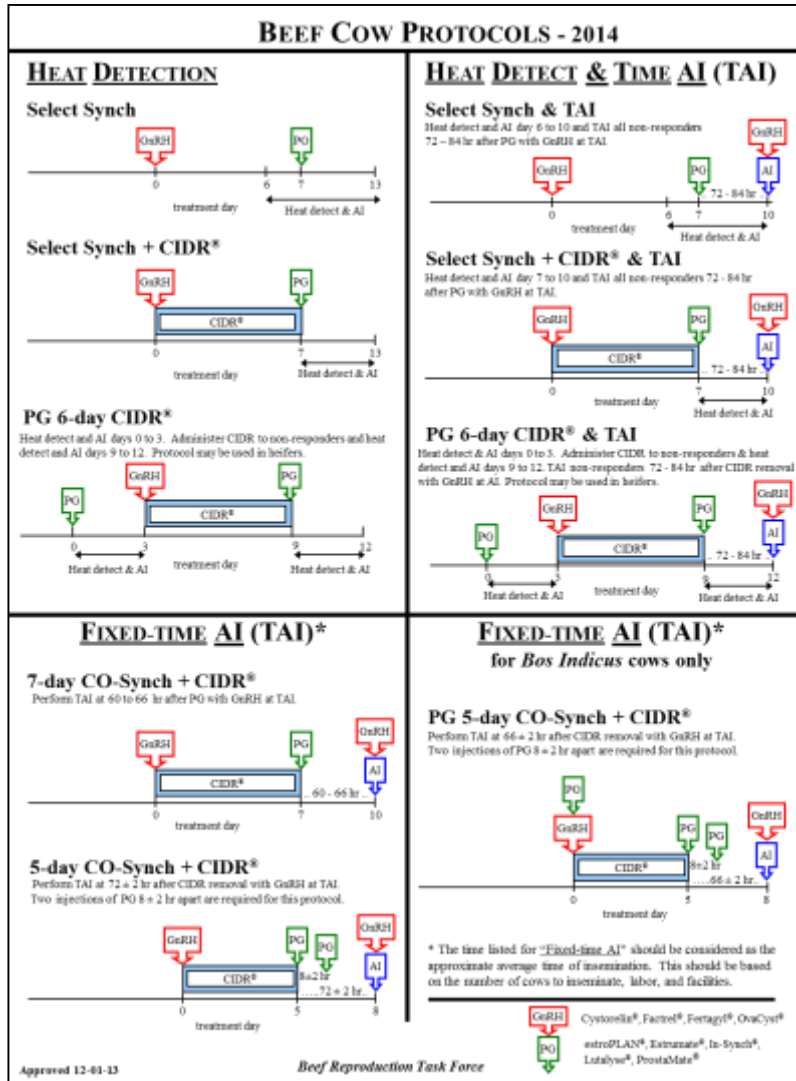 BEEF COW PROTOCOLS - 2014
HEAT DETECTION
Select Synch
GnRH
PG
0
6
7
13
treatment day
Heat detect & AI
Select Synch + CIDR®
GnRH
PG
CIDR®
0
7
13
treatment day
Heat detect & AI
PG 6-day CIDR®
Heat detect and AI days 0 to 3. Administer CIDR to non-responders and heat
detect and AI days 9 to 12. Protocol may be used in heifers.
PG
GnRH
PG
CIDR®
0
3
9
12
Heat detect & AI
treatment day
Heat detect & AI
HEAT DETECT & TIME AI (TAI)
Select Synch & TAI
Heat detect and AI day 6 to 10 and TAI all non-responders
72 – 84 hr after PG with GnRH at TAI.
GnRH
PG
GnRH
AI
.. 72 - 84 hr ..
0
6
7
10
treatment day
Heat detect & AI
Select Synch + CIDR® & TAI
Heat detect and AI day 7 to 10 and TAI all non-responders 72 - 84 hr
after PG with GnRH at TAI.
GnRH
PG
GnRH
AI
CIDR®
.. 72 - 84 hr ..
0
7
10
treatment day
Heat detect & AI
PG 6-day CIDR® & TAI
Heat detect & AI days 0 to 3. Administer CIDR to non-responders & heat
detect and AI days 9 to 12. TAI non-responders 72 - 84 hr after CIDR removal
with GnRH at AI. Protocol may be used in heifers.
PG
GnRH
PG
GnRH
AI
CIDR®
.. 72 - 84 hr ..
0
3
9
12
Heat detect & AI
treatment day
Heat detect & AI
FIXED-TIME AI (TAI)*
7-day CO-Synch + CIDR®
Perform TAI at 60 to 66 hr after PG with GnRH at TAI.
GnRH
PG
GnRH
AI
CIDR®
.. 60 - 66 hr ..
0
7
10
treatment day
5-day CO-Synch + CIDR®
Perform TAI at 72 ± 2 hr after CIDR removal with GnRH at TAI.
Two injections of PG 8 ± 2 hr apart are required for this protocol.
GnRH
PG
PG
GnRH
AI
CIDR®
8±2 hr
.....72 ± 2 hr..
0
5
8
treatment day
FIXED-TIME AI (TAI)*
for Bos Indicus cows only
PG 5-day CO-Synch + CIDR®
Perform TAI at 66 ± 2 hr after CIDR removal with GnRH at TAI.
Two injections of PG 8 ± 2 hr apart are required for this protocol.
PG
GnRH
PG
PG
GnRH
AI
CIDR®
8±2 hr
.....66 ± 2 hr..
0
5
8
treatment day
* The time listed for "Fixed-time AI" should be considered as the
approximate average time of insemination. This should be based
on the number of cows to inseminate, labor, and facilities.
GnRH
Cystorelin®, Factrel®, Fertagyl®, OvaCyst®
PG
estroPLAN®, Estrumate®, In-Synch®,
Lutalyse®, ProstaMate®
Approved 12-01-13
Beef Reproduction Task Force